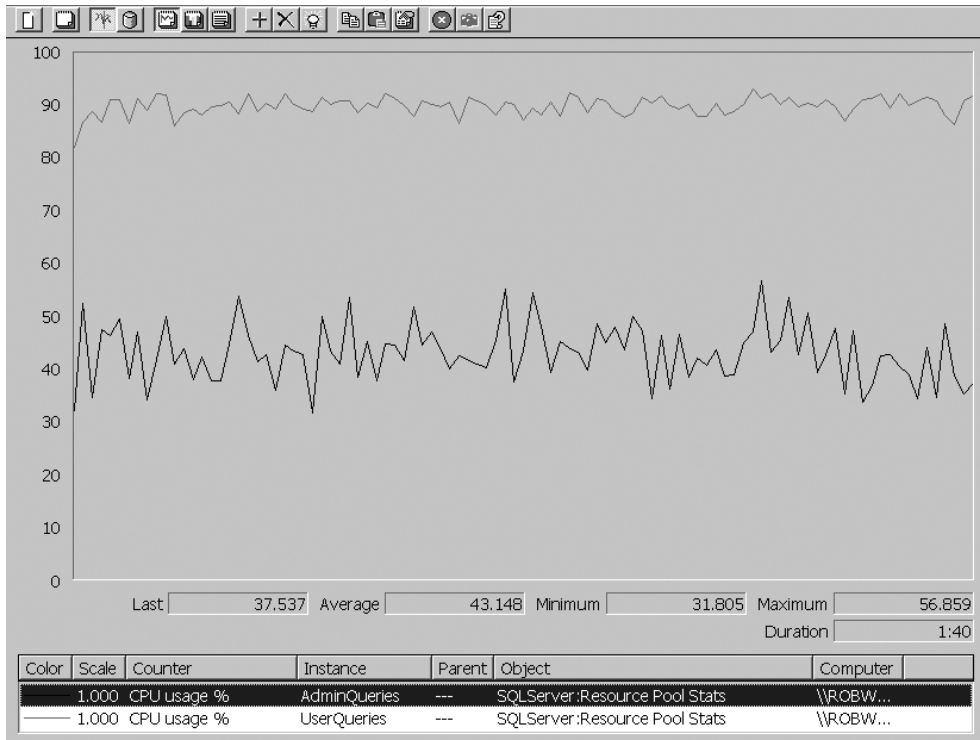 100
90
80
70
60
50
40
30
20
10
0
Last 37.537 Average 43.148 Minimum 31.805 Maximum 56.859
Duration 1:40
Color Scale Counter Instance Parent Object Computer
1.000 CPU usage % AdminQueries --- SQLServer:Resource Pool Stats \\ROBW...
1.000 CPU usage % UserQueries --- SQLServer:Resource Pool Stats \\ROBW...